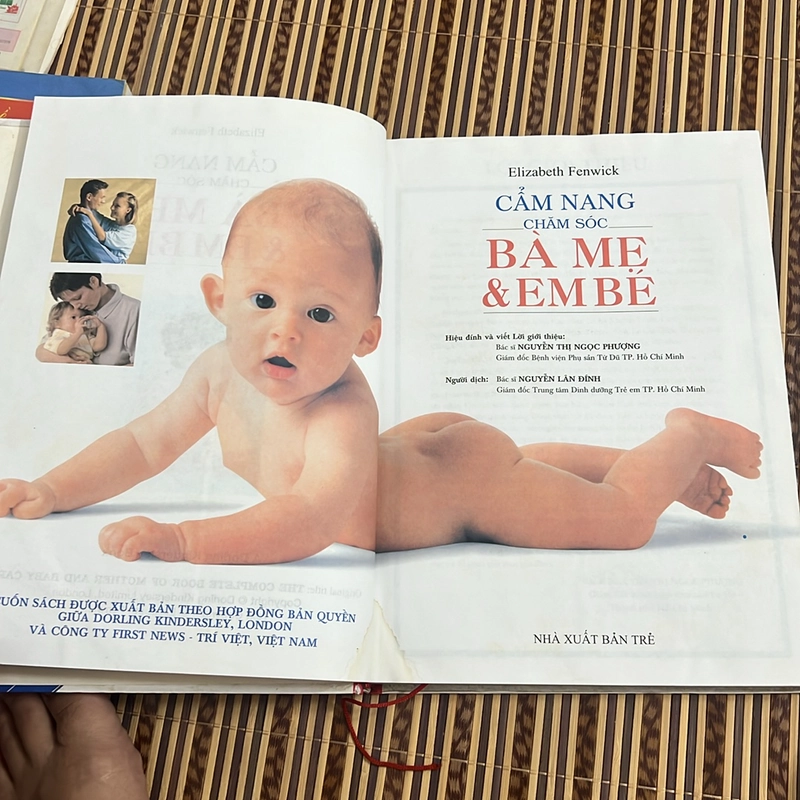 Elizabeth Fenwick
CẨM NANG
CHĂM SÓC
BÀ MẸ
& EM BÉ
Hiệu đính và viết Lời giới thiệu:
Bác sĩ NGUYỄN THỊ NGỌC PHƯỢNG
Giám đốc Bệnh viện Phụ sản Từ Dũ TP. Hồ Chí Minh
Người dịch: Bác sĩ NGUYỄN LÂN ĐÍNH
Giám đốc Trung tâm Dinh dưỡng Trẻ em TP. Hồ Chí Minh
UỐN SÁCH ĐƯỢC XUẤT BẢN THEO HỢP ĐỒNG BẢN QUYỀN
GIỮA DORLING KINDERSLEY, LONDON
VÀ CÔNG TY FIRST NEWS - TRÍ VIỆT, VIỆT NAM
NHÀ XUẤT BẢN TRẺ